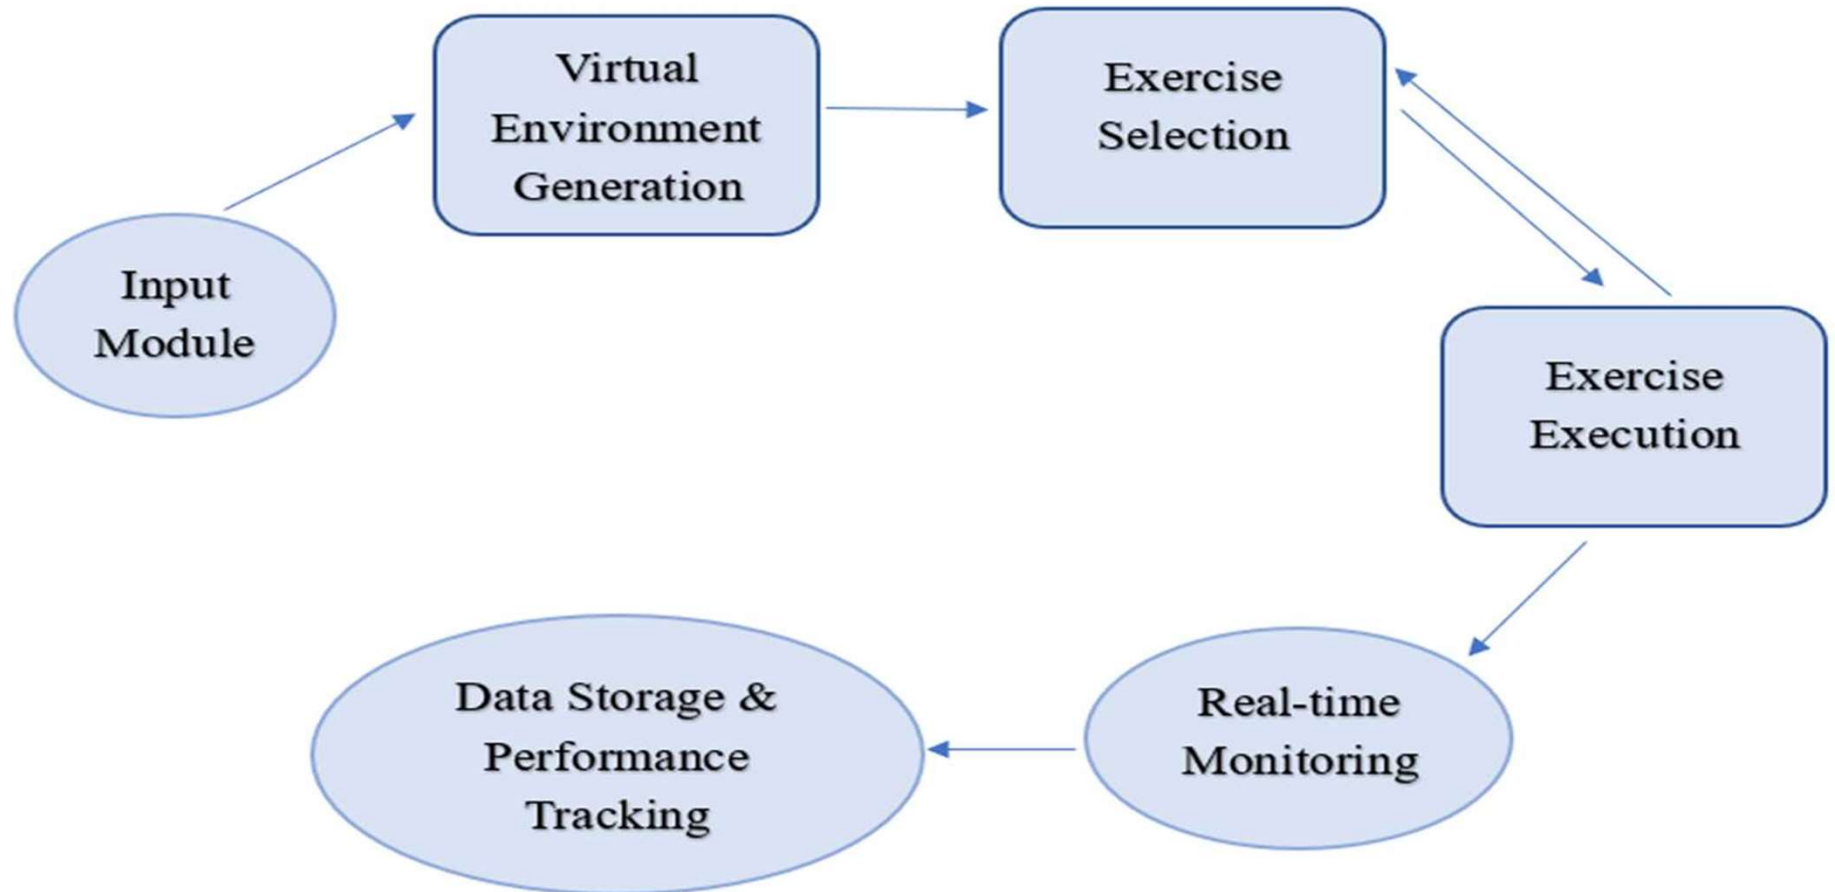 Virtual
Environment
Generation
Exercise
Selection
Input
Module
Exercise
Execution
Data Storage &
Performance
Tracking
Real-time
Monitoring